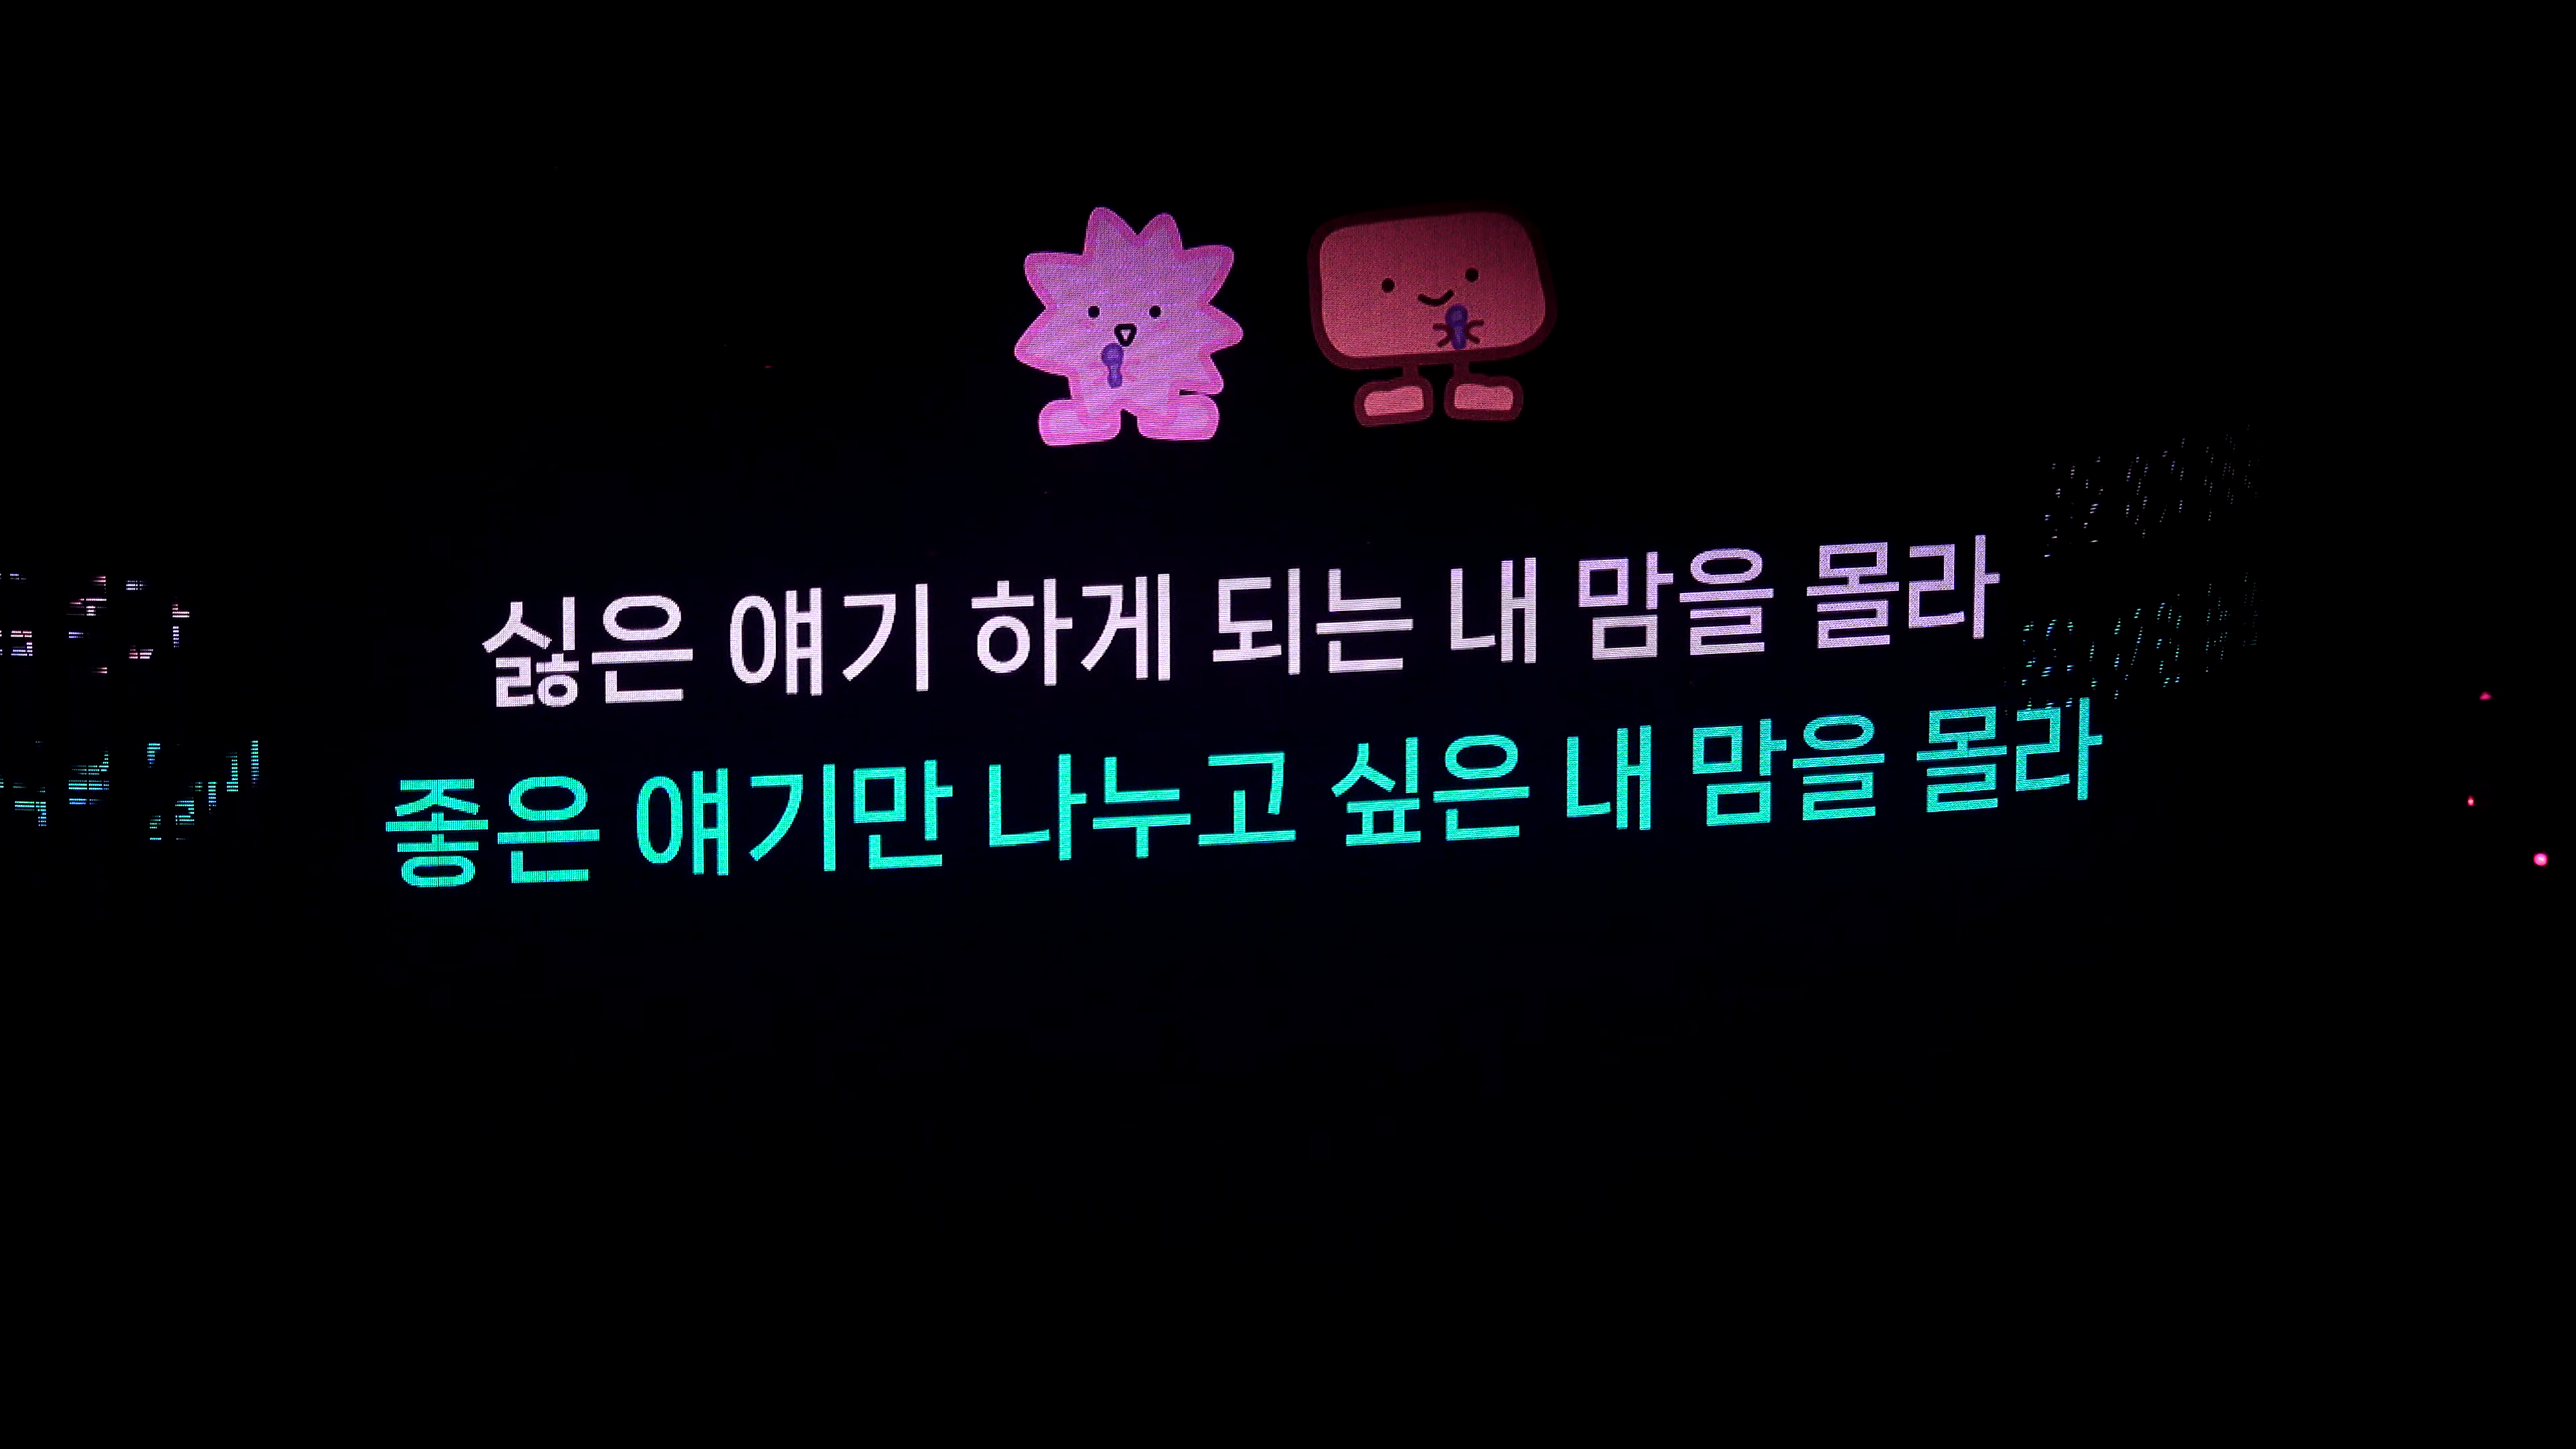 싫은 얘기 하게 되는 내 맘을 몰라
좋은 얘기만 나누고 싶은 내 맘을 몰라